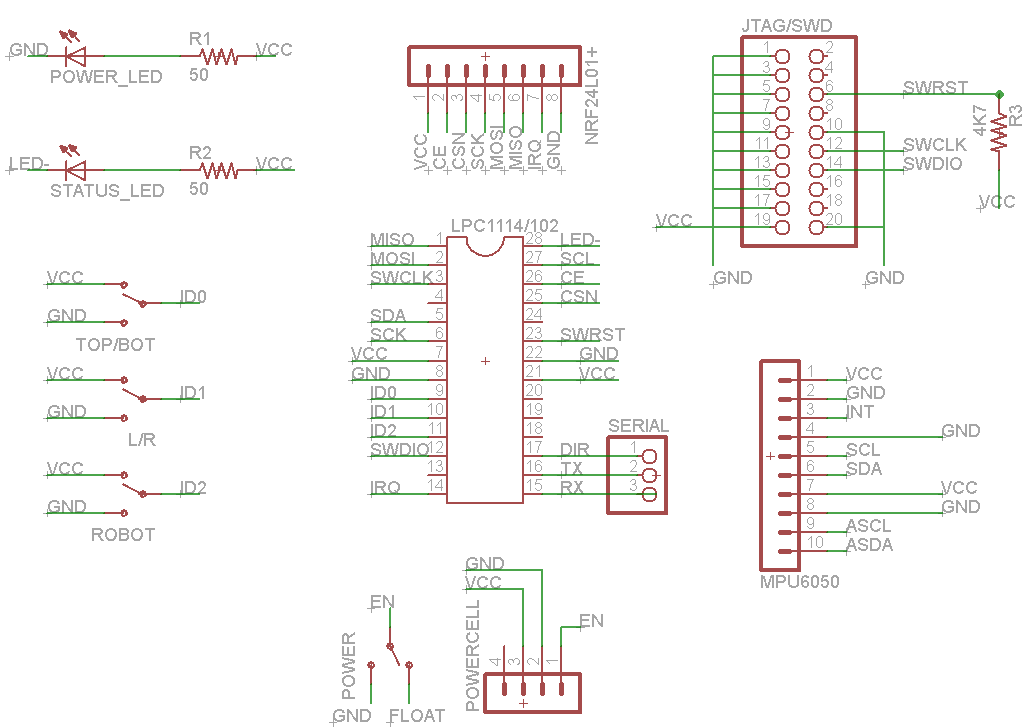 GND
POWER_LED
R1
50
VCC
LED-
STATUS_LED
R2
50
VCC
NRF24L01+
1 2 3 4 5 6 7 8
VCC CE CSN SCK MOSI MISO IRQ GND
JTAG/SWD
1 2
3 4
5 6 SWRST
7 8
9 10
11 12 SWCLK
13 14 SWDIO
15 16
17 18
VCC 19 20
GND GND
4K7 R3
VCC
LPC1114/102
MISO 1 28 LED-
MOSI 2 27 SCL
SWCLK 3 26 CE
4 25 CSN
SDA 5 24
SCK 6 23 SWRST
VCC 7 22 GND
GND 8 21 VCC
ID0 9 20
ID1 10 19
ID2 11 18
SWDIO 12 17 DIR
13 16 TX
IRQ 14 15 RX
SERIAL
1
2
3
VCC
ID0
GND
TOP/BOT
VCC
ID1
GND
L/R
VCC
ID2
GND
ROBOT
1 VCC
2 GND
3 INT
4 GND
5 SCL
6 SDA
7 VCC
8 GND
9 ASCL
10 ASDA
MPU6050
EN
POWER
GND FLOAT
GND
VCC
EN
POWERCELL
4 3 2 1